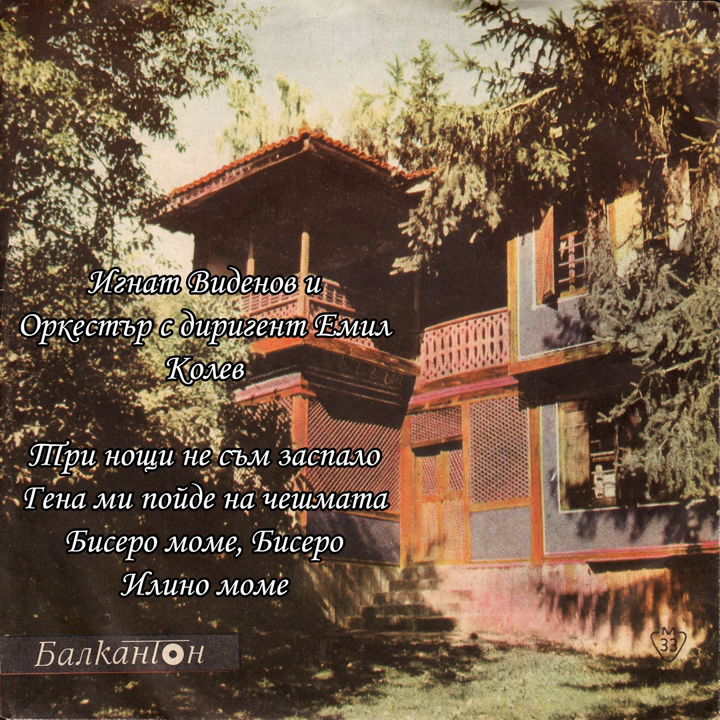 Игнат Виденов и
Оркестър с диригент Емил
Колев
Три нощи не съм заспало
Гена ми пойде на чешмата
Бисеро моме, Бисеро
Илино моме
Балкантон
М
33